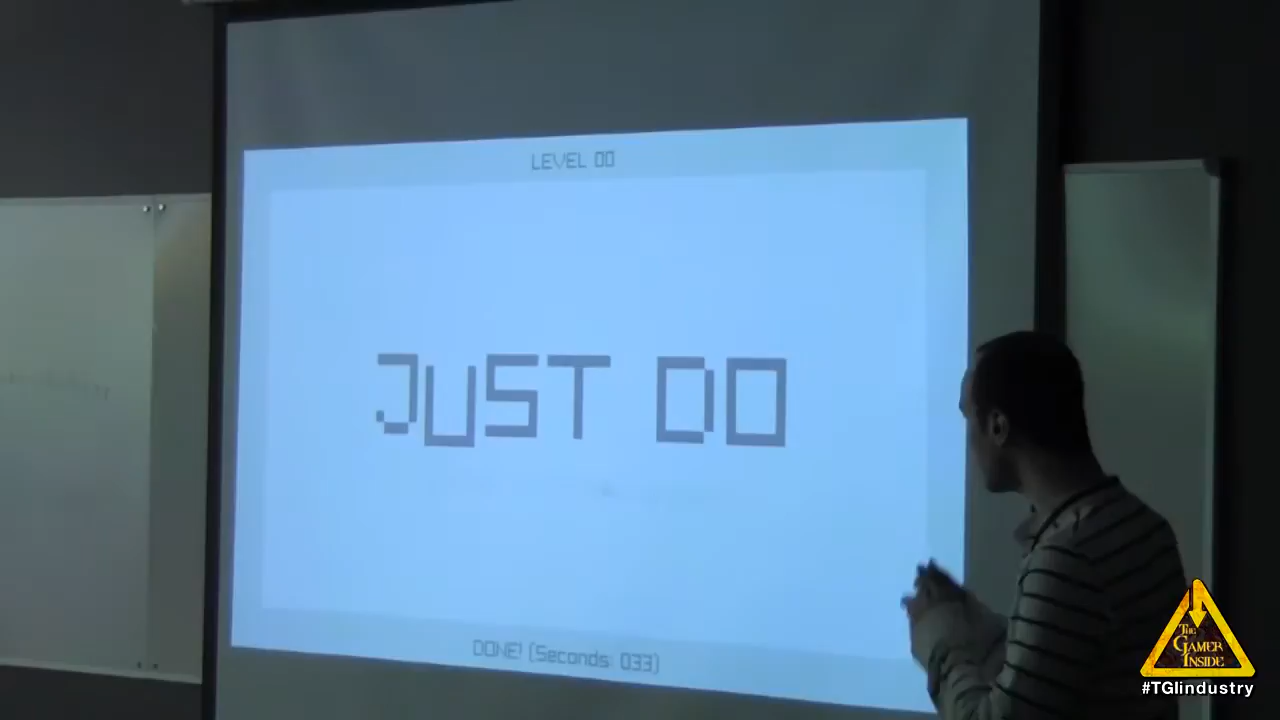 LEVEL 00
JUST DO
DONE! (Seconds: 033)
The
GAMER
INSIDE
#TGIindustry